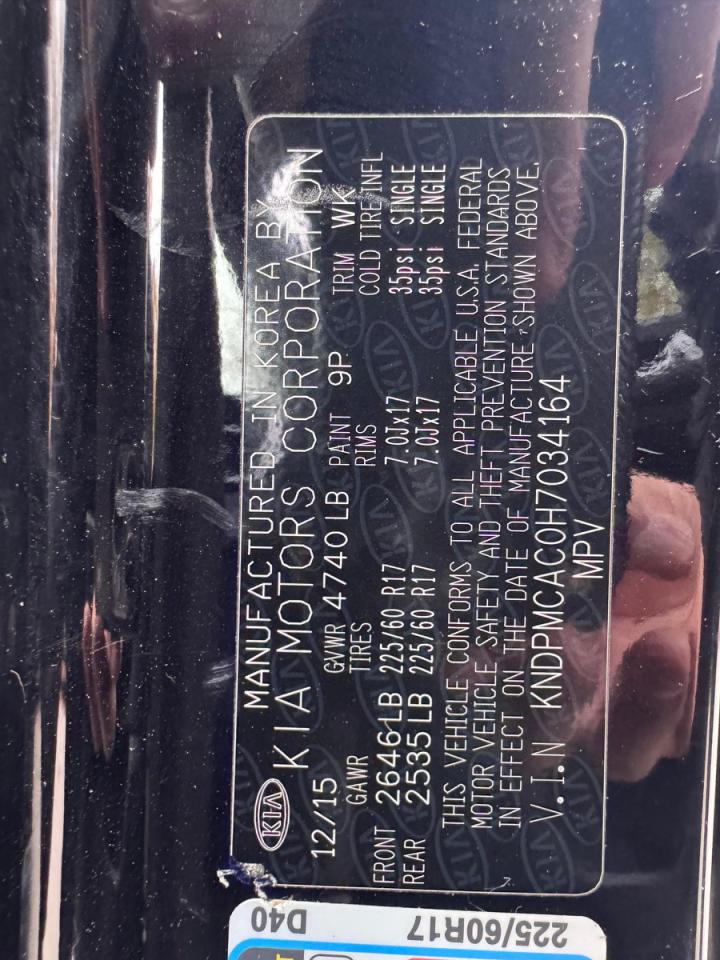 KIA MANUFACTURED IN KOREA BY
KIA MOTORS CORPORATION
12/15 GVWR 4740 LB PAINT 9P TRIM WK
GAWR TIRES RIMS COLD TIRE INFL
FRONT 2646 LB 225/60 R17 7.0Jx17 35psi SINGLE
REAR 2535 LB 225/60 R17 7.0Jx17 35psi SINGLE
THIS VEHICLE CONFORMS TO ALL APPLICABLE U.S.A. FEDERAL
MOTOR VEHICLE SAFETY AND THEFT PREVENTION STANDARDS
IN EFFECT ON THE DATE OF MANUFACTURE SHOWN ABOVE.
V.I.N KNDPMCAC0H7034164
MPV
225/60R17 D40